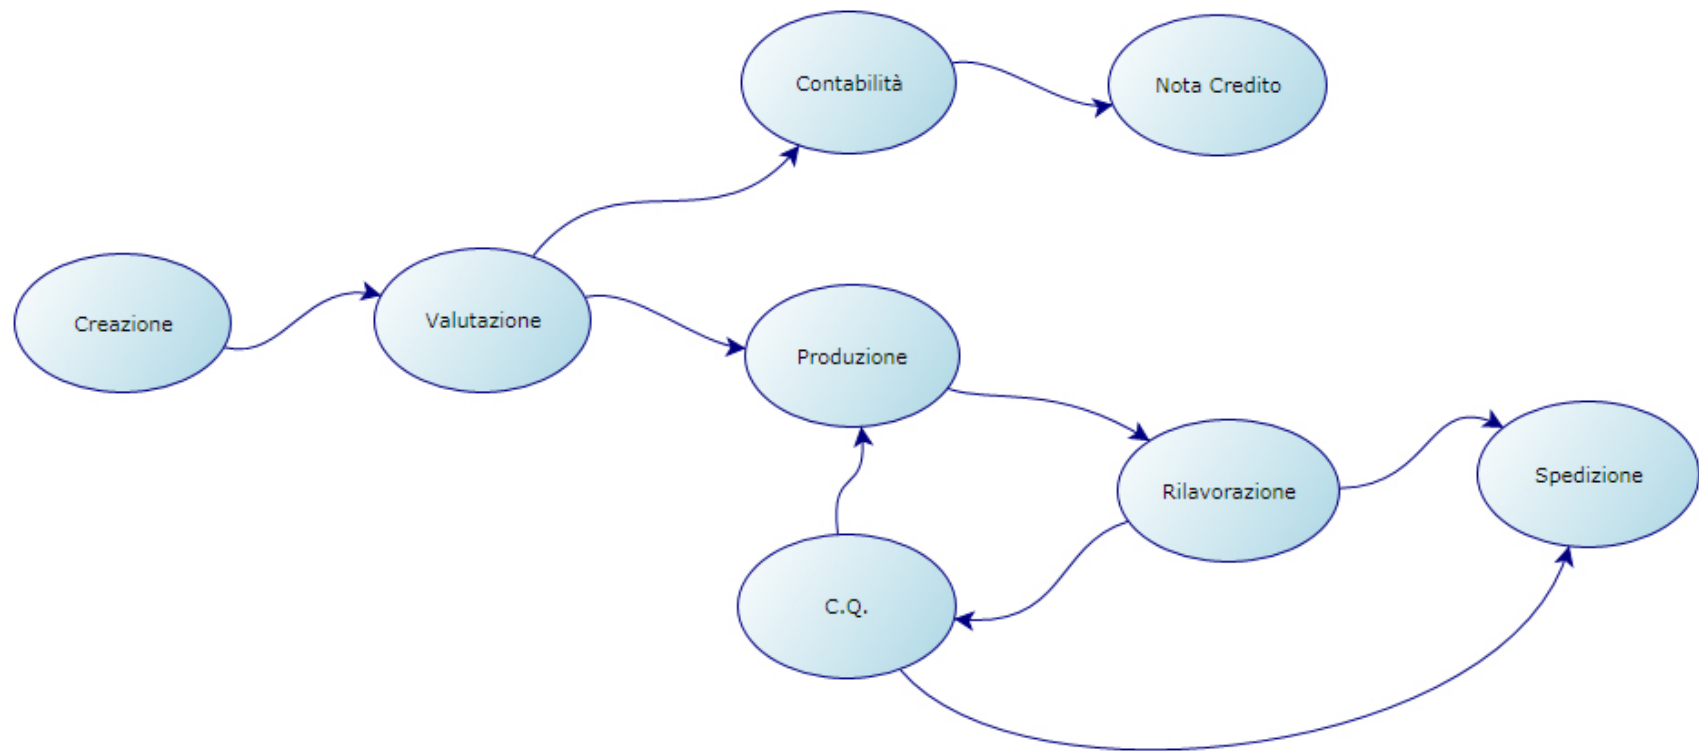 Contabilità
Nota Credito
Creazione
Valutazione
Produzione
Rilavorazione
Spedizione
C.Q.